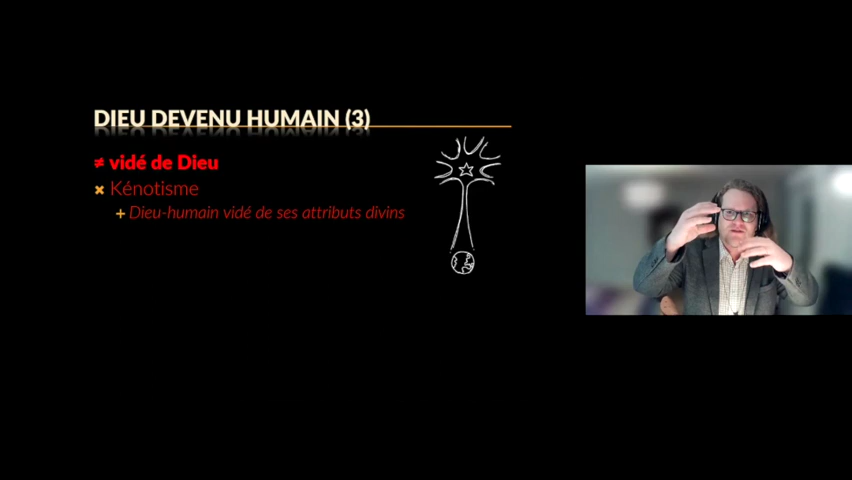 DIEU DEVENU HUMAIN (3)
≠ vidé de Dieu
Kénotisme
Dieu-humain vidé de ses attributs divins